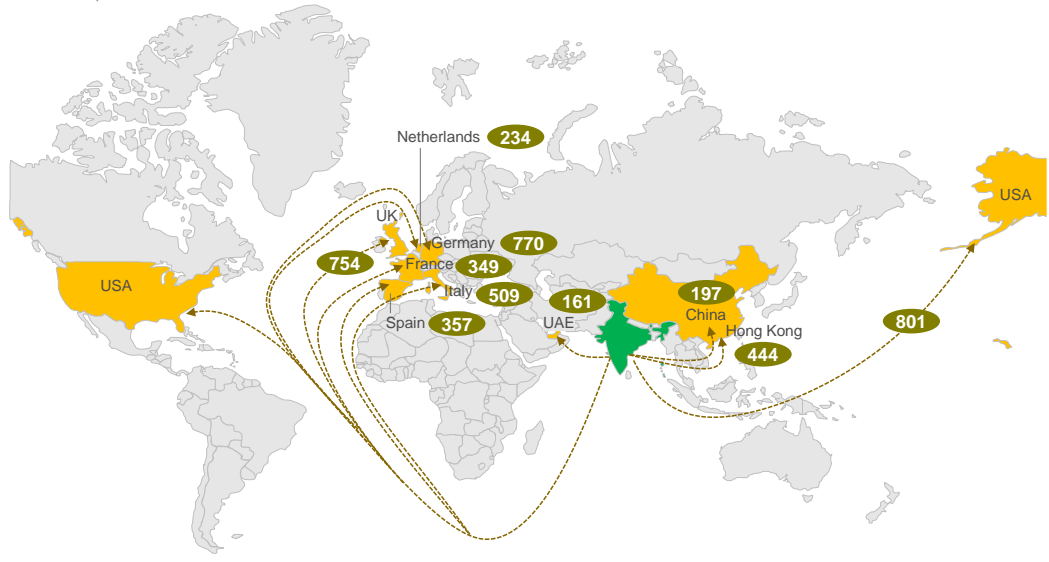 Netherlands 234
USA
UK
Germany 770
754
France 349
USA
Italy 509
161
197
China
Spain 357
UAE
801
Hong Kong
444